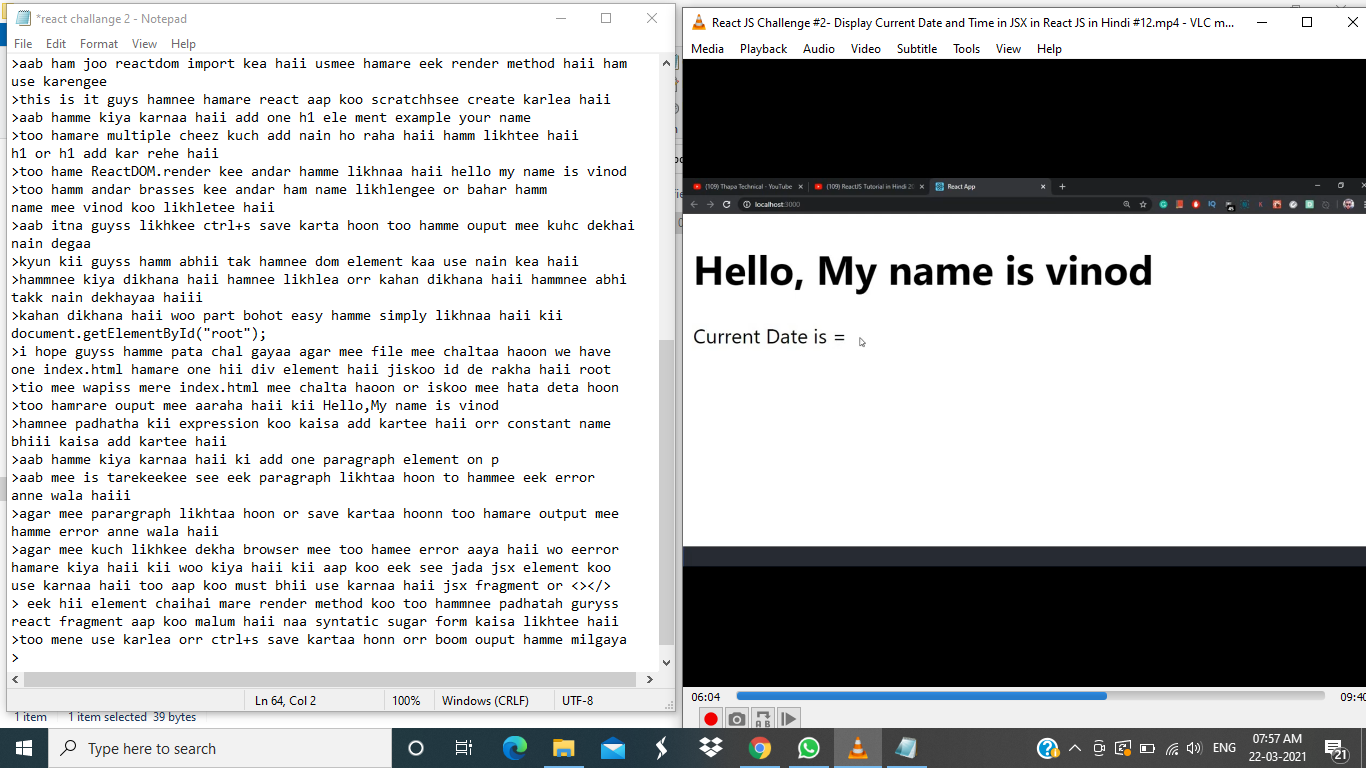 *react challange 2 - Notepad
File Edit Format View Help
>aab ham joo reactdom import kea haii usmee hamare eek render method haii ham
use karengee
>this is it guys hamnee hamare react aap koo scratchhsee create karlea haii
>aab hamme kiya karnaa haii add one h1 ele ment example your name
>too hamare multiple cheez kuch add nain ho raha haii hamm likhtee haii
h1 or h1 add kar rehe haii
>too hame ReactDOM.render kee andar hamme likhnaa haii hello my name is vinod
>too hamm andar brasses kee andar ham name likhlengee or bahar hamm
name mee vinod koo likhletee haii
>aab itna guyss likhkee ctrl+s save karta hoon too hamme ouput mee kuhc dekhai
nain degaa
>kyun kii guyss hamm abhii tak hamnee dom element kaa use nain kea haii
>hammnee kiya dikhana haii hamnee likhlea orr kahan dikhana haii hammnee abhi
takk nain dekhayaa haiii
>kahan dikhana haii woo part bohot easy hamme simply likhnaa haii kii
document.getElementById("root");
>i hope guyss hamme pata chal gayaa agar mee file mee chaltaa haoon we have
one index.html hamare one hii div element haii jiskoo id de rakha haii root
>tio mee wapiss mere index.html mee chalta haoon or iskoo mee hata deta hoon
>too hamrare ouput mee aaraha haii kii Hello,My name is vinod
>hamnee padhatha kii expression koo kaisa add kartee haii orr constant name
bhiii kaisa add kartee haii
>aab hamme kiya karnaa haii ki add one paragraph element on p
>aab mee is tarekeekee see eek paragraph likhtaa hoon to hammee eek error
anne wala haiii
>agar mee parargraph likhtaa hoon or save kartaa hoonn too hamare output mee
hamme error anne wala haii
>agar mee kuch likhkee dekha browser mee too hamee error aaya haii wo eerror
hamare kiya haii kii woo kiya haii kii aap koo eek see jada jsx element koo
use karnaa haii too aap koo must bhii use karnaa haii jsx fragment or <></>
> eek hii element chaihai mare render method koo too hammnee padhatah guryss
react fragment aap koo malum haii naa syntatic sugar form kaisa likhtee haii
>too mene use karlea orr ctrl+s save kartaa honn orr boom ouput hamme milgaya
>
Ln 64, Col 2 100% Windows (CRLF) UTF-8
1 item 1 item selected 39 bytes
React JS Challenge #2- Display Current Date and Time in JSX in React JS in Hindi #12.mp4 - VLC m...
Media Playback Audio Video Subtitle Tools View Help
(109) Thapa Technical - YouTube (109) ReactJS Tutorial in Hindi React App
localhost:3000
Hello, My name is vinod
Current Date is =
06:04 09:40
Type here to search
ENG
07:57 AM
22-03-2021
21